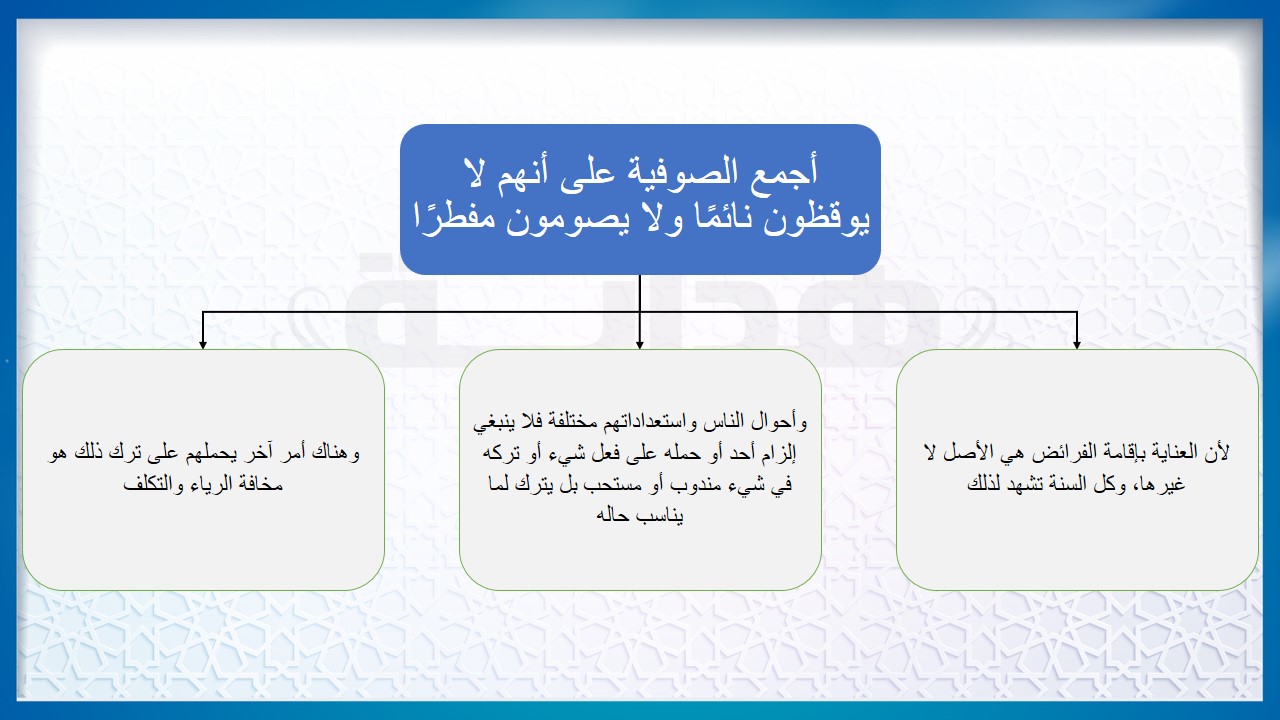 أجمع الصوفية على أنهم لا
يوقظون نائمًا ولا يصومون مفطرًا
لأن العناية بإقامة الفرائض هي الأصل لا
غيرها، وكل السنة تشهد لذلك
وأحوال الناس واستعداداتهم مختلفة فلا ينبغي
إلزام أحد أو حمله على فعل شيء أو تركه
في شيء مندوب أو مستحب بل يترك لما
يناسب حاله
وهناك أمر آخر يحملهم على ترك ذلك هو
مخافة الرياء والتكلف
هداية